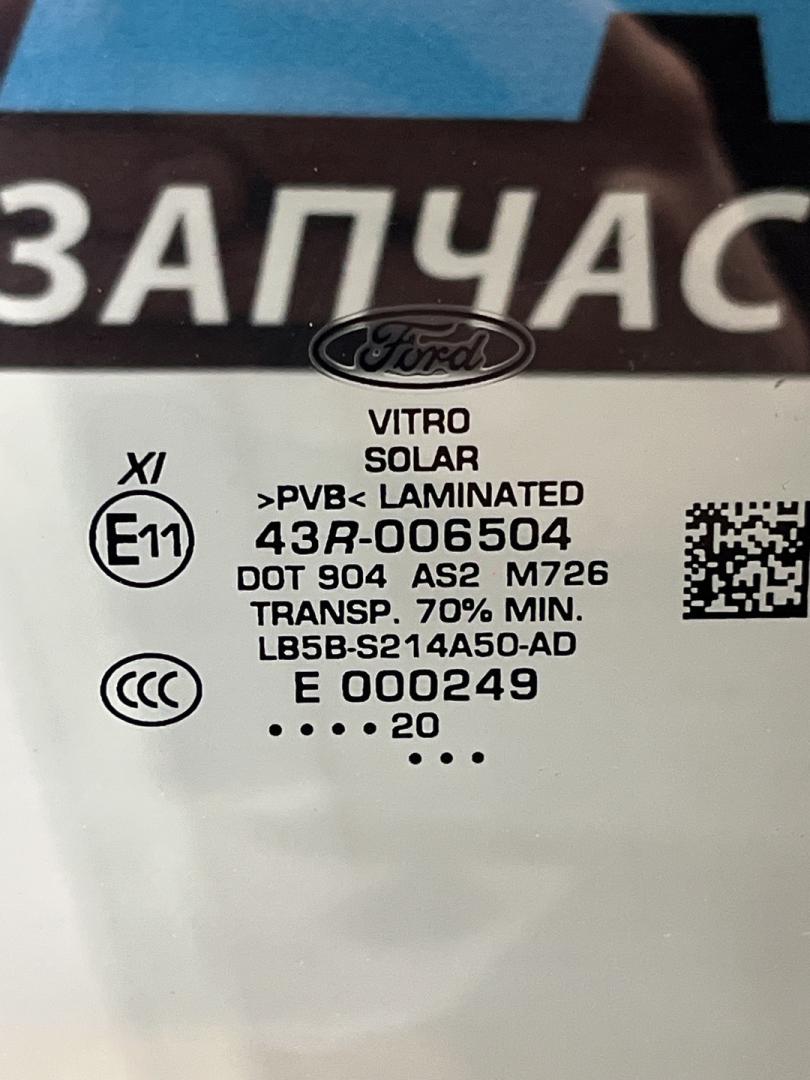 ЗАПЧАС
Ford
VITRO
SOLAR
XI
>PVB< LAMINATED
E11
43R-006504
DOT 904 AS2 M726
TRANSP. 70% MIN.
LB5B-S214A50-AD
CCC
E 000249
• • • • 20
• • •